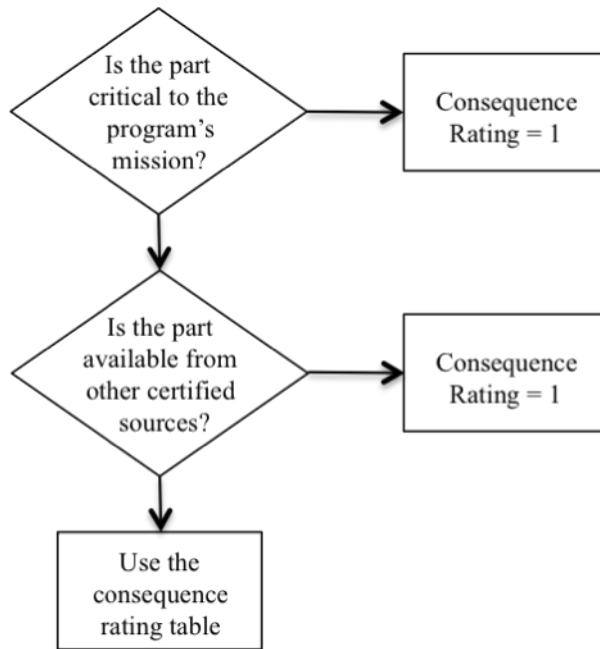 Is the part
critical to the
program's
mission?
Consequence
Rating = 1
Is the part
available from
other certified
sources?
Consequence
Rating = 1
Use the
consequence
rating table